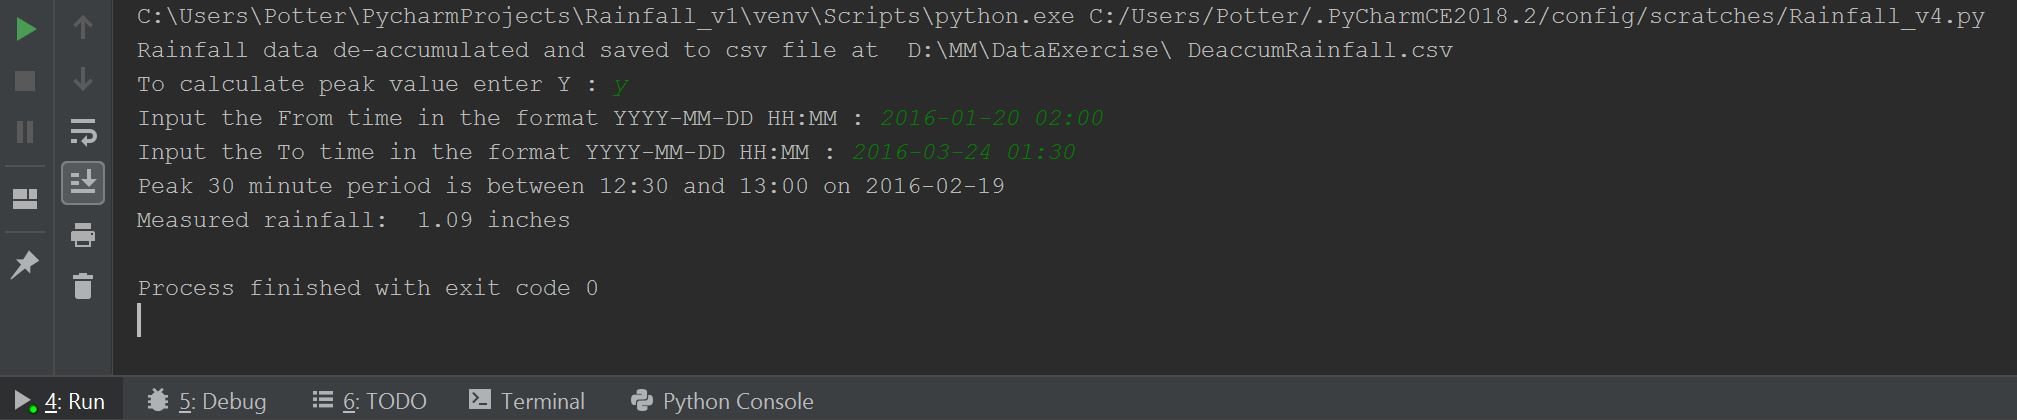 C:\Users\Potter\PycharmProjects\Rainfall_v1\venv\Scripts\python.exe C:/Users/Potter/.PyCharmCE2018.2/config/scratches/Rainfall_v4.py
Rainfall data de-accumulated and saved to csv file at  D:\MM\DataExercise\ DeaccumRainfall.csv
To calculate peak value enter Y : y
Input the From time in the format YYYY-MM-DD HH:MM : 2016-01-20 02:00
Input the To time in the format YYYY-MM-DD HH:MM : 2016-03-24 01:30
Peak 30 minute period is between 12:30 and 13:00 on 2016-02-19
Measured rainfall:  1.09 inches
Process finished with exit code 0
4: Run 5: Debug 6: TODO Terminal Python Console